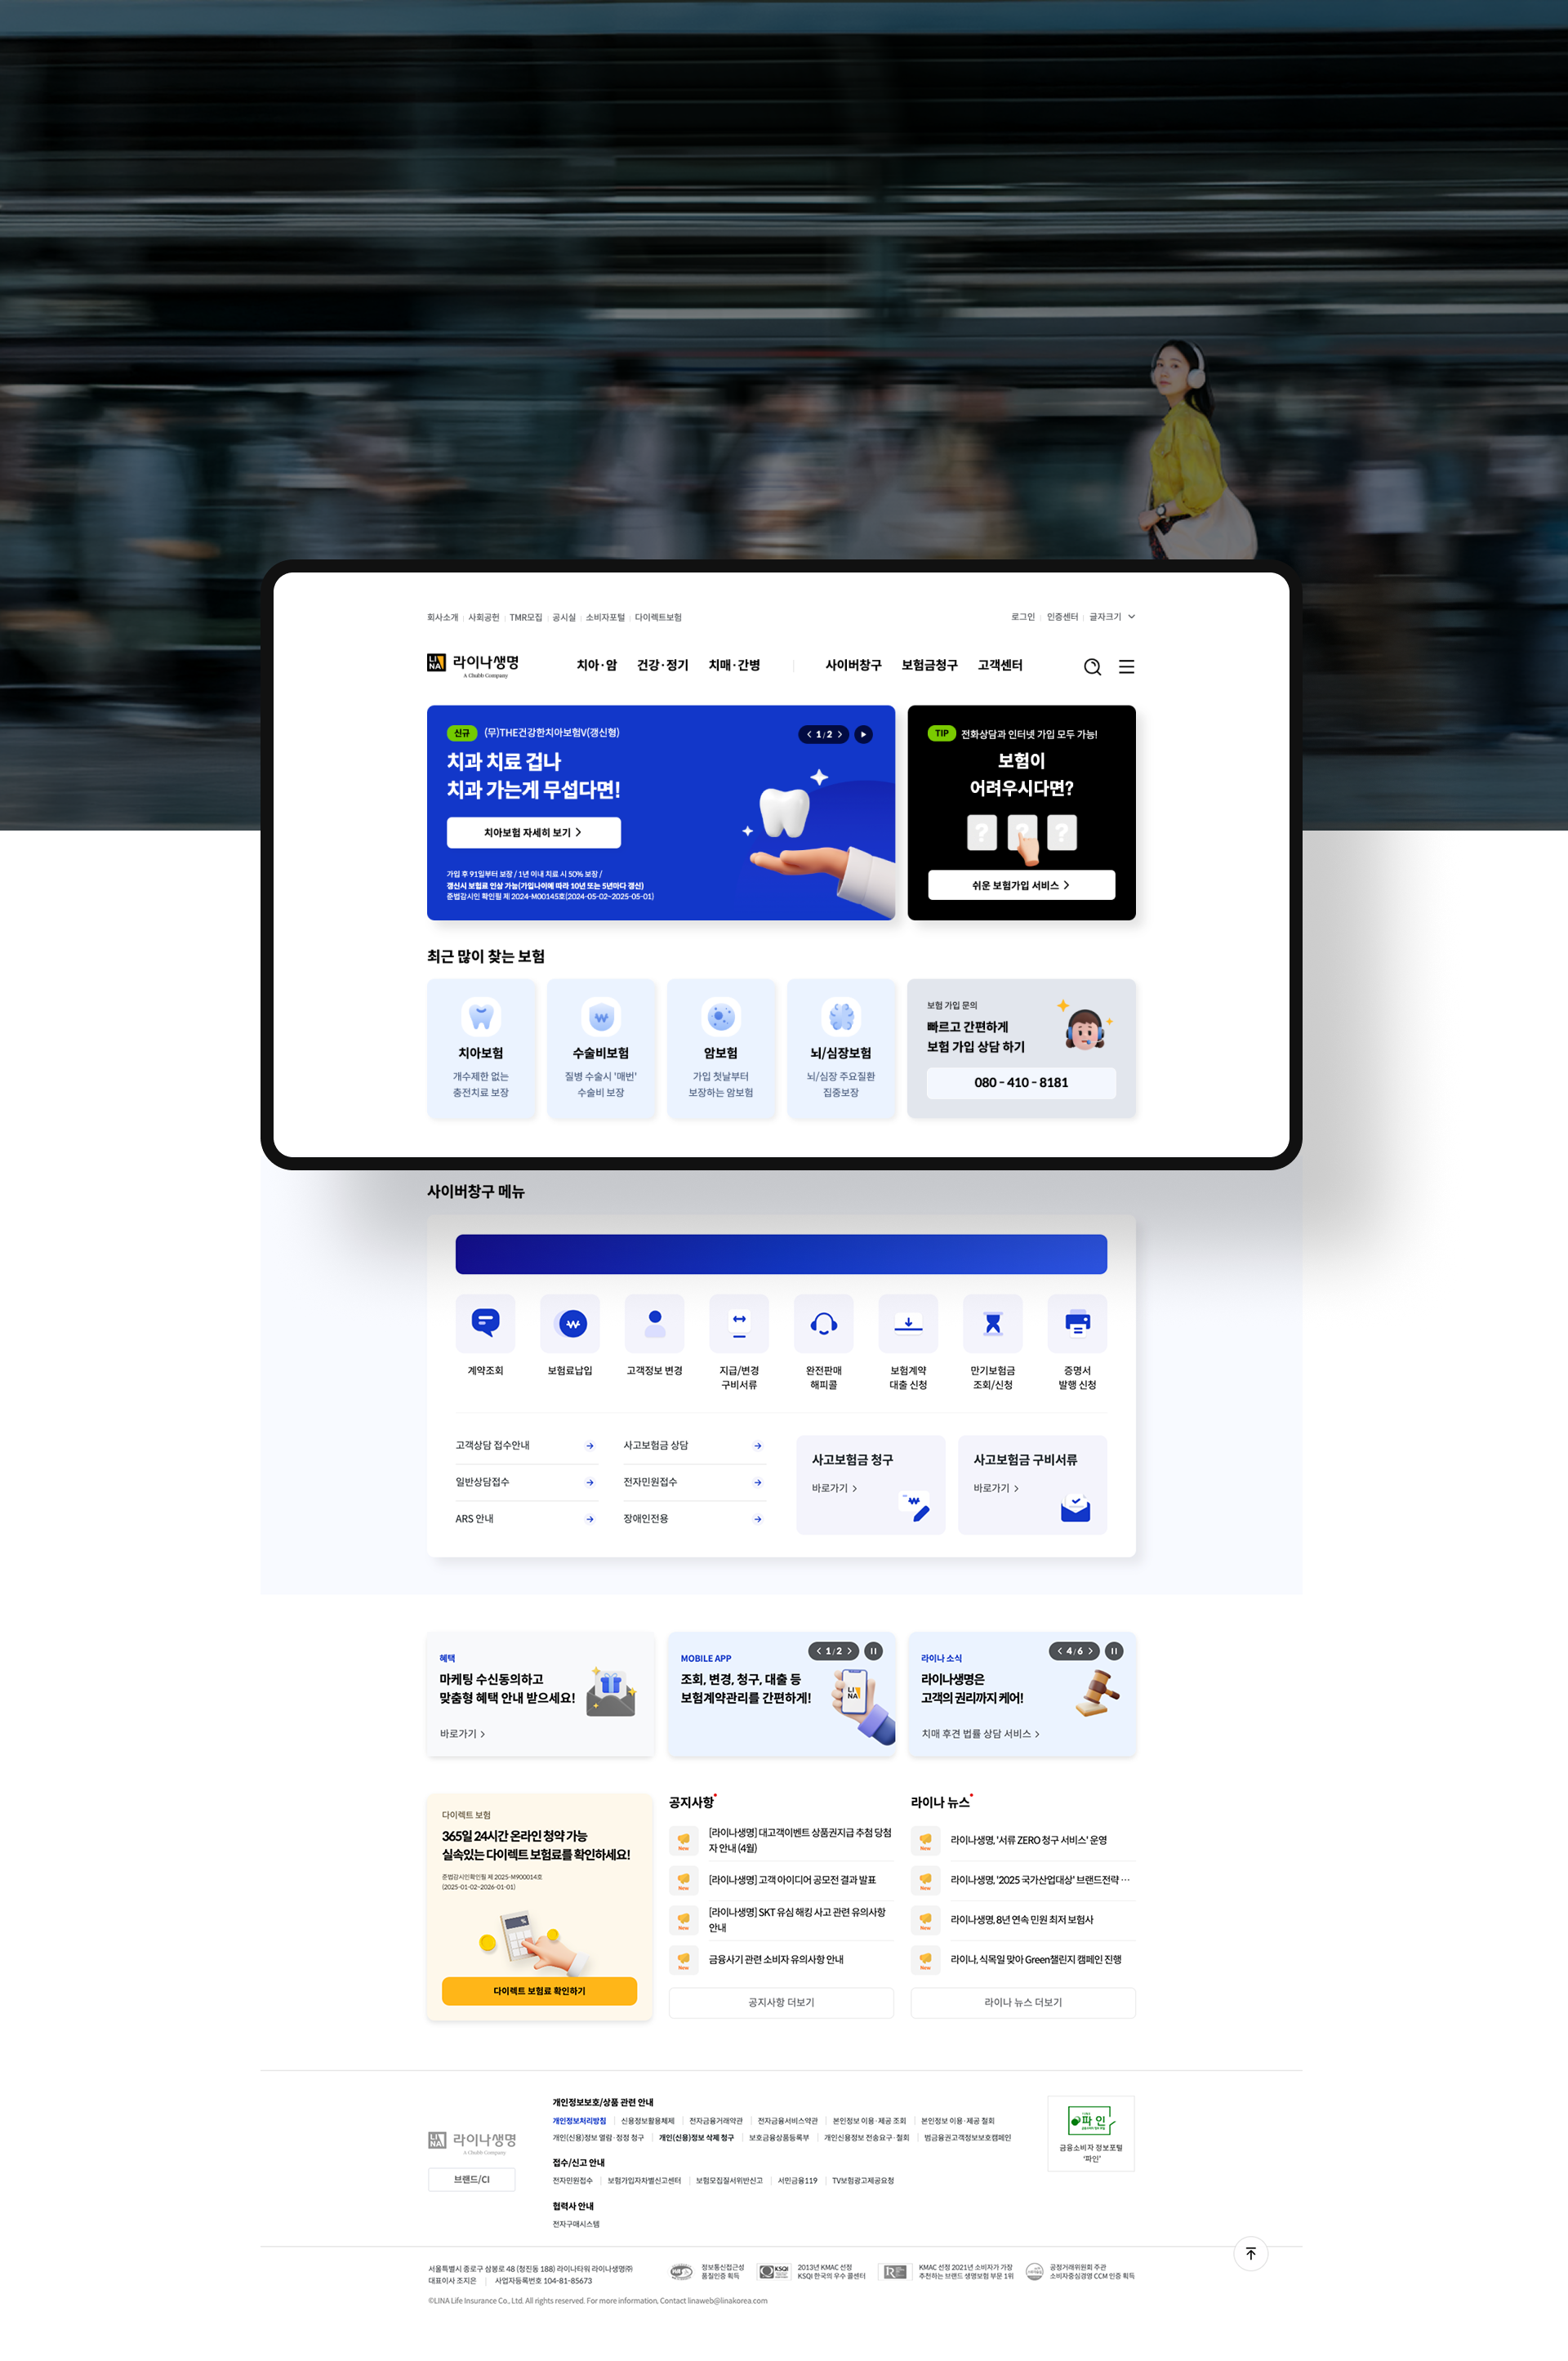 회사소개 사회공헌 TMR모집 공시실 소비자포털 다이렉트보험
로그인 인증센터 글자크기
LINA 라이나생명
A Chubb Company
치아·암 건강·정기 치매·간병 사이버창구 보험금청구 고객센터
신규 (무)THE건강한치아보험V(갱신형)
1 / 2
치과 치료 겁나
치과 가는게 무섭다면!
치아보험 자세히 보기
가입 후 91일부터 보장 / 1년 이내 치료 시 50% 보장 /
갱신시 보험료 인상 가능(가입나이에 따라 10년 또는 5년마다 갱신)
준법감시인 확인필 제 2024-M00145호(2024-05-02~2025-05-01)
TIP 전화상담과 인터넷 가입 모두 가능!
보험이
어려우시다면?
? ? ?
쉬운 보험가입 서비스
최근 많이 찾는 보험
치아보험
개수제한 없는
충전치료 보장
수술비보험
질병 수술시 '매번'
수술비 보장
암보험
가입 첫날부터
보장하는 암보험
뇌/심장보험
뇌/심장 주요질환
집중보장
보험 가입 문의
빠르고 간편하게
보험 가입 상담 하기
080 - 410 - 8181
사이버창구 메뉴
계약조회
보험료납입
고객정보 변경
지급/변경
구비서류
완전판매
해피콜
보험계약
대출 신청
만기보험금
조회/신청
증명서
발행 신청
고객상담 접수안내
일반상담접수
ARS 안내
사고보험금 상담
전자민원접수
장애인전용
사고보험금 청구
바로가기
사고보험금 구비서류
바로가기
혜택
마케팅 수신동의하고
맞춤형 혜택 안내 받으세요!
바로가기
MOBILE APP
1 / 2
조회, 변경, 청구, 대출 등
보험계약관리를 간편하게!
LINA
라이나 소식
4 / 6
라이나생명은
고객의 권리까지 케어!
치매 후견 법률 상담 서비스
다이렉트 보험
365일 24시간 온라인 청약 가능
실속있는 다이렉트 보험료를 확인하세요!
준법감시인확인필 제 2025-M900014호
(2025-01-02~2026-01-01)
다이렉트 보험료 확인하기
공지사항
New
[라이나생명] 대고객이벤트 상품권지급 추첨 당첨
자 안내 (4월)
New
[라이나생명] 고객 아이디어 공모전 결과 발표
New
[라이나생명] SKT 유심 해킹 사고 관련 유의사항
안내
New
금융사기 관련 소비자 유의사항 안내
공지사항 더보기
라이나 뉴스
New
라이나생명, '서류 ZERO 청구 서비스' 운영
New
라이나생명, '2025 국가산업대상' 브랜드전략 …
New
라이나생명, 8년 연속 민원 최저 보험사
New
라이나, 식목일 맞아 Green챌린지 캠페인 진행
라이나 뉴스 더보기
LINA 라이나생명
A Chubb Company
브랜드/CI
개인정보보호/상품 관련 안내
개인정보처리방침 신용정보활용체제 전자금융거래약관 전자금융서비스약관 본인정보 이용·제공 조회 본인정보 이용·제공 철회
개인(신용)정보 열람·정정 청구 개인(신용)정보 삭제 청구 보호금융상품등록부 개인신용정보 전송요구·철회 범금융권고객정보보호캠페인
접수/신고 안내
전자민원접수 보험가입자차별신고센터 보험모집질서위반신고 서민금융119 TV보험광고제공요청
협력사 안내
전자구매시스템
파인
금융소비자 정보포털
'파인'
서울특별시 종로구 삼봉로 48 (청진동 188) 라이나타워 라이나생명㈜
대표이사 조지은 사업자등록번호 104-81-85673
정보통신접근성
품질인증 획득
KSQI
2013년 KMAC 선정
KSQI 한국의 우수 콜센터
KMAC 선정 2021년 소비자가 가장
추천하는 브랜드 생명보험 부문 1위
공정거래위원회 주관
소비자중심경영 CCM 인증 획득
©LINA Life Insurance Co., Ltd. All rights reserved. For more information, Contact linaweb@linakorea.com